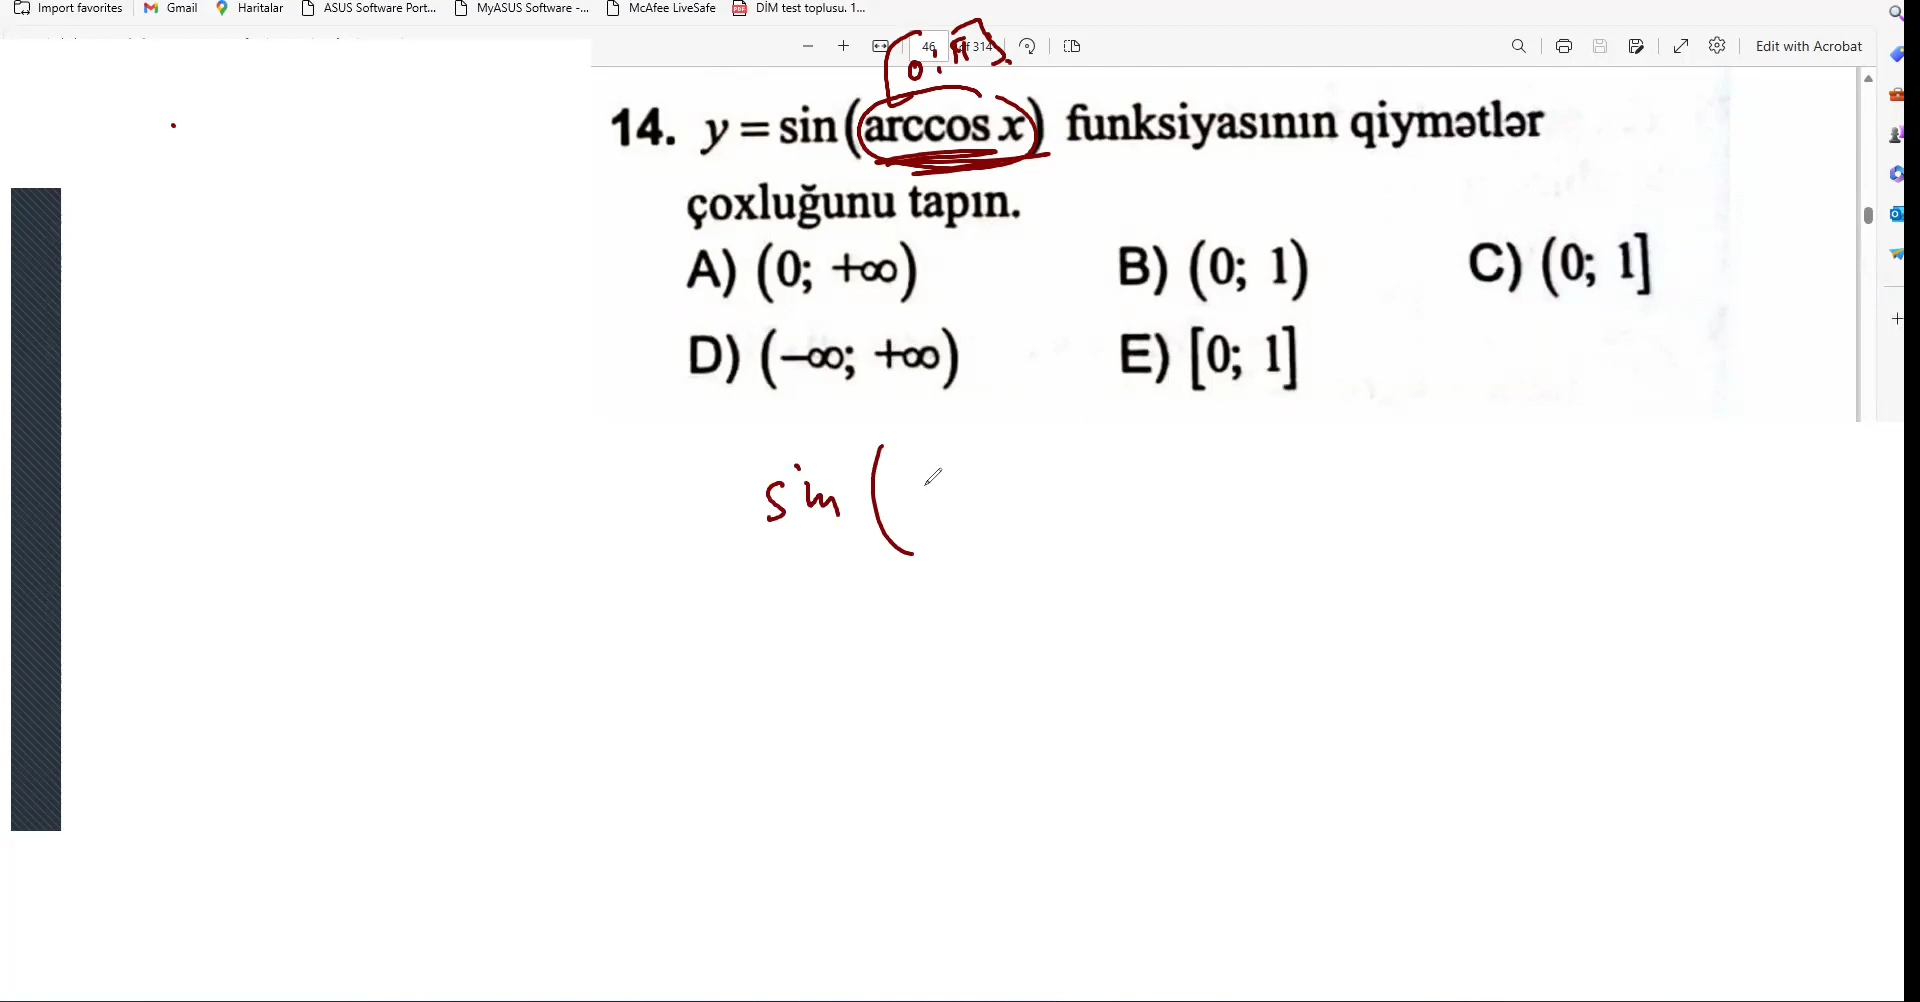 Import favorites Gmail Haritalar ASUS Software Port... MyASUS Software -... McAfee LiveSafe DİM test toplusu. 1...
46 of 314 Edit with Acrobat
[0; π].
14. y = sin(arccos x) funksiyasının qiymətlər
çoxluğunu tapın.
A) (0; +∞) B) (0; 1) C) (0; 1]
D) (−∞; +∞) E) [0; 1]
sin (